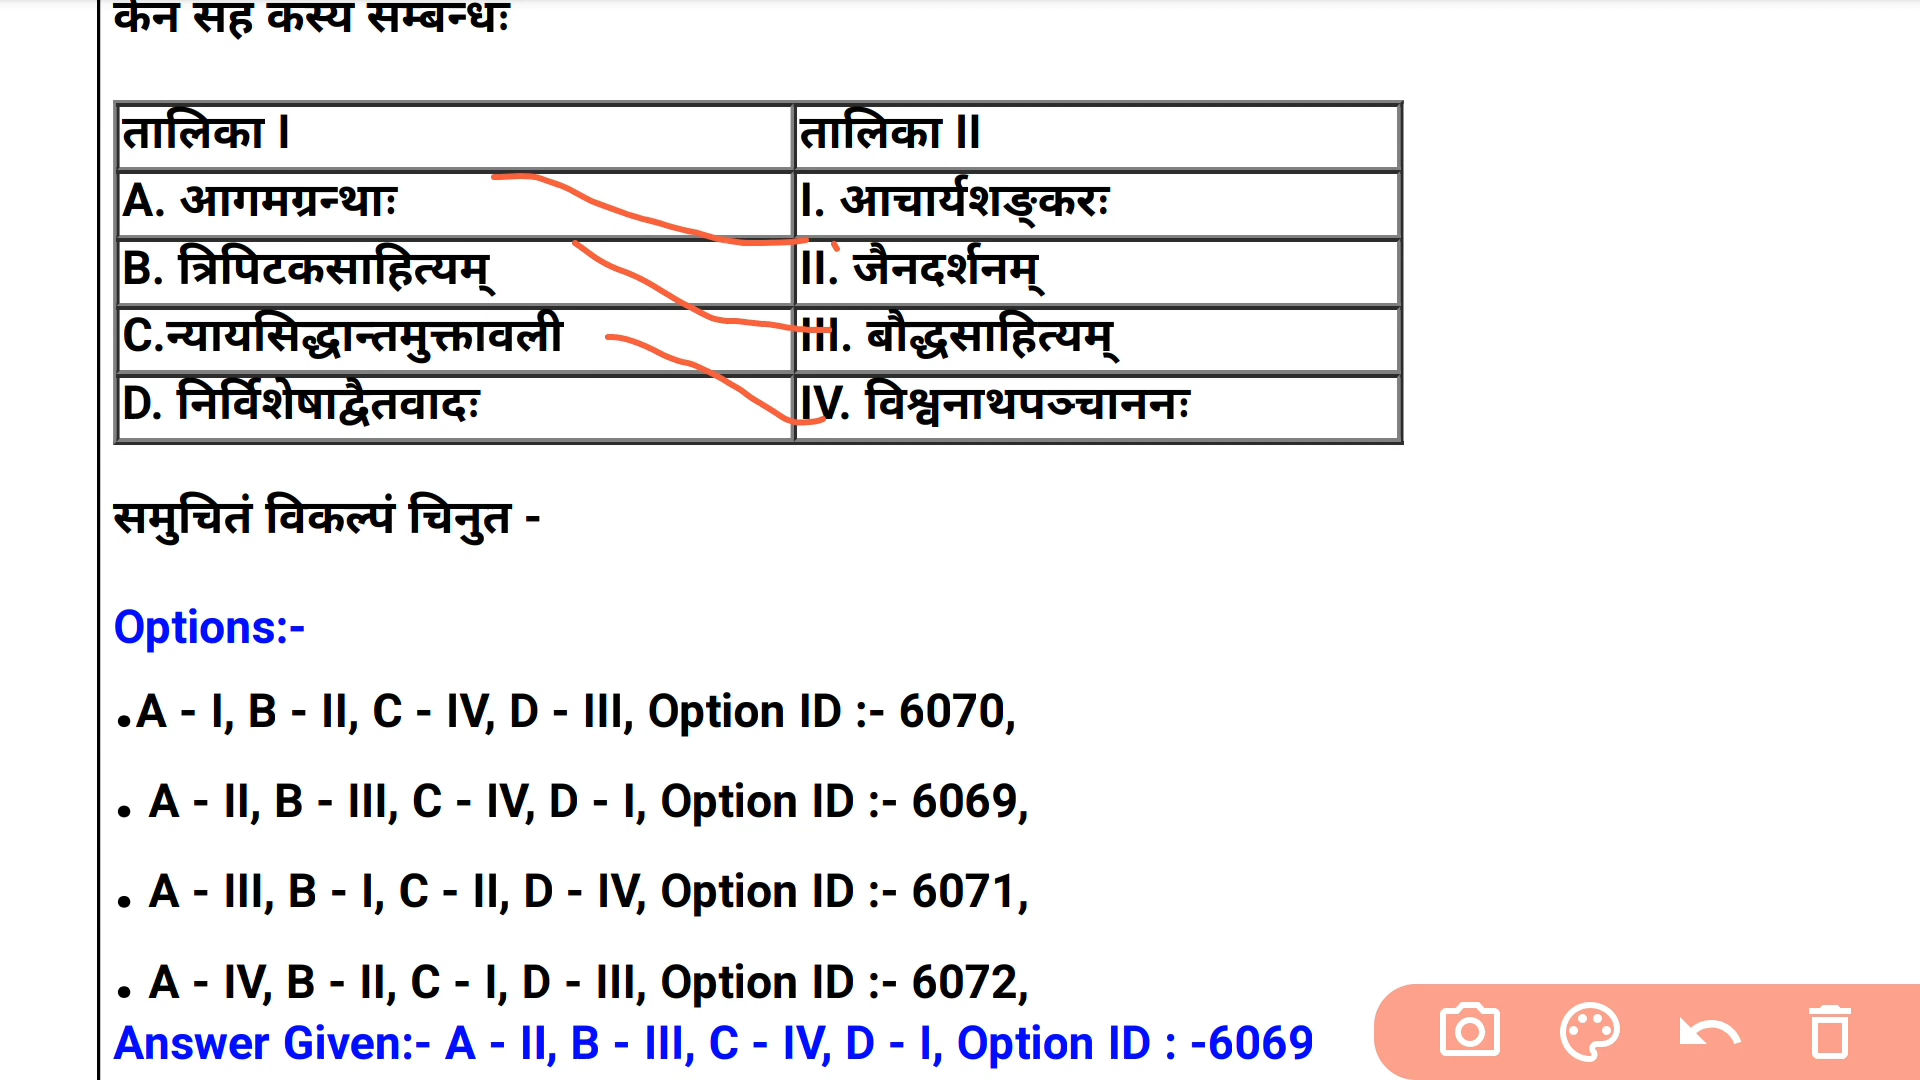 केन सह कस्य सम्बन्धः
तालिका I तालिका II
A. आगमग्रन्थाः I. आचार्यशङ्करः
B. त्रिपिटकसाहित्यम् II. जैनदर्शनम्
C.न्यायसिद्धान्तमुक्तावली III. बौद्धसाहित्यम्
D. निर्विशेषाद्वैतवादः IV. विश्वनाथपञ्चाननः
समुचितं विकल्पं चिनुत -
Options:-
•A - I, B - II, C - IV, D - III, Option ID :- 6070,
• A - II, B - III, C - IV, D - I, Option ID :- 6069,
• A - III, B - I, C - II, D - IV, Option ID :- 6071,
• A - IV, B - II, C - I, D - III, Option ID :- 6072,
Answer Given:- A - II, B - III, C - IV, D - I, Option ID : -6069